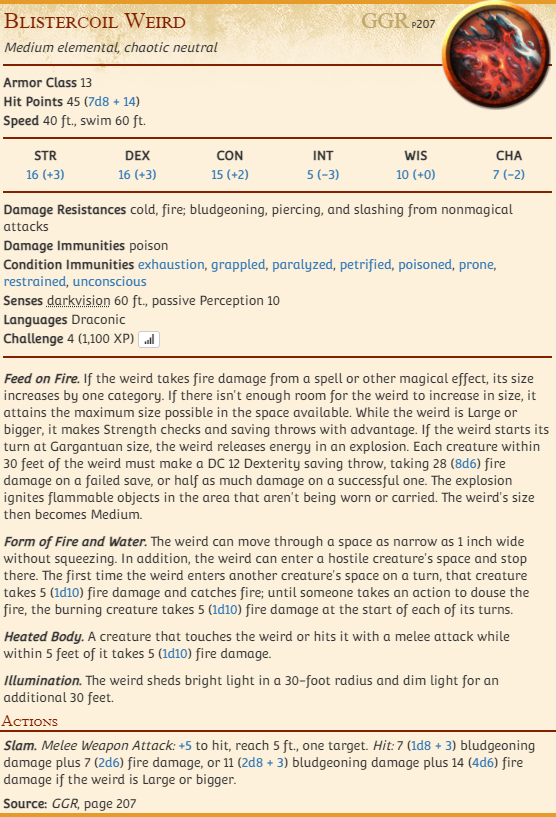 Blistercoil Weird GGR P207
Medium elemental, chaotic neutral
Armor Class 13
Hit Points 45 (7d8 + 14)
Speed 40 ft., swim 60 ft.
STR DEX CON INT WIS CHA
16 (+3) 16 (+3) 15 (+2) 5 (−3) 10 (+0) 7 (−2)
Damage Resistances cold, fire; bludgeoning, piercing, and slashing from nonmagical
attacks
Damage Immunities poison
Condition Immunities exhaustion, grappled, paralyzed, petrified, poisoned, prone,
restrained, unconscious
Senses darkvision 60 ft., passive Perception 10
Languages Draconic
Challenge 4 (1,100 XP)
Feed on Fire. If the weird takes fire damage from a spell or other magical effect, its size
increases by one category. If there isn't enough room for the weird to increase in size, it
attains the maximum size possible in the space available. While the weird is Large or
bigger, it makes Strength checks and saving throws with advantage. If the weird starts its
turn at Gargantuan size, the weird releases energy in an explosion. Each creature within
30 feet of the weird must make a DC 12 Dexterity saving throw, taking 28 (8d6) fire
damage on a failed save, or half as much damage on a successful one. The explosion
ignites flammable objects in the area that aren't being worn or carried. The weird's size
then becomes Medium.
Form of Fire and Water. The weird can move through a space as narrow as 1 inch wide
without squeezing. In addition, the weird can enter a hostile creature's space and stop
there. The first time the weird enters another creature's space on a turn, that creature
takes 5 (1d10) fire damage and catches fire; until someone takes an action to douse the
fire, the burning creature takes 5 (1d10) fire damage at the start of each of its turns.
Heated Body. A creature that touches the weird or hits it with a melee attack while
within 5 feet of it takes 5 (1d10) fire damage.
Illumination. The weird sheds bright light in a 30-foot radius and dim light for an
additional 30 feet.
Actions
Slam. Melee Weapon Attack: +5 to hit, reach 5 ft., one target. Hit: 7 (1d8 + 3) bludgeoning
damage plus 7 (2d6) fire damage, or 11 (2d8 + 3) bludgeoning damage plus 14 (4d6) fire
damage if the weird is Large or bigger.
Source: GGR, page 207